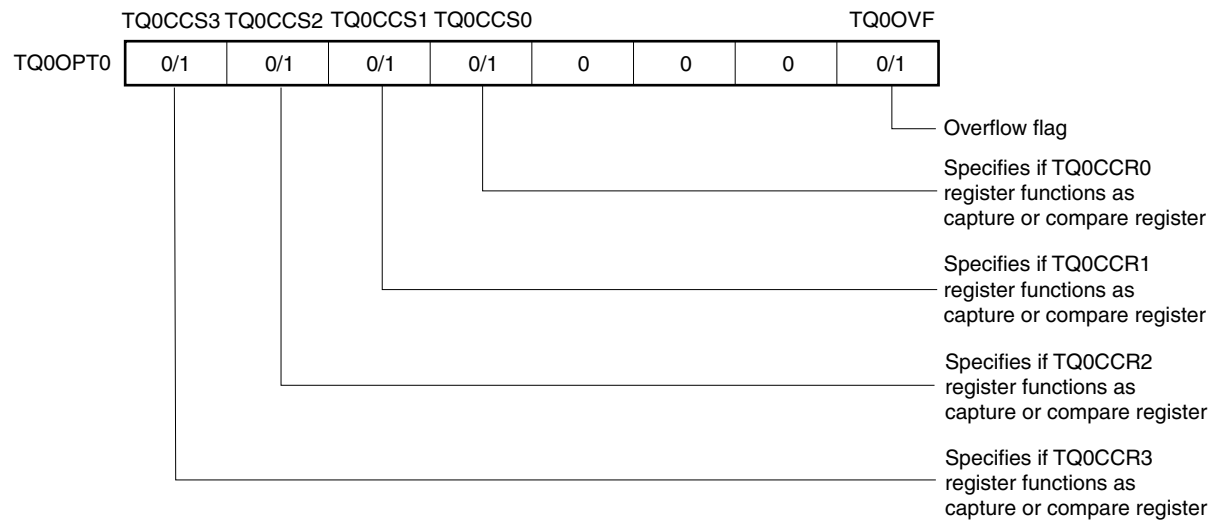 TQ0CCS3 TQ0CCS2 TQ0CCS1 TQ0CCS0 TQ0OVF
TQ0OPT0 0/1 0/1 0/1 0/1 0 0 0 0/1
Overflow flag
Specifies if TQ0CCR0
register functions as
capture or compare register
Specifies if TQ0CCR1
register functions as
capture or compare register
Specifies if TQ0CCR2
register functions as
capture or compare register
Specifies if TQ0CCR3
register functions as
capture or compare register